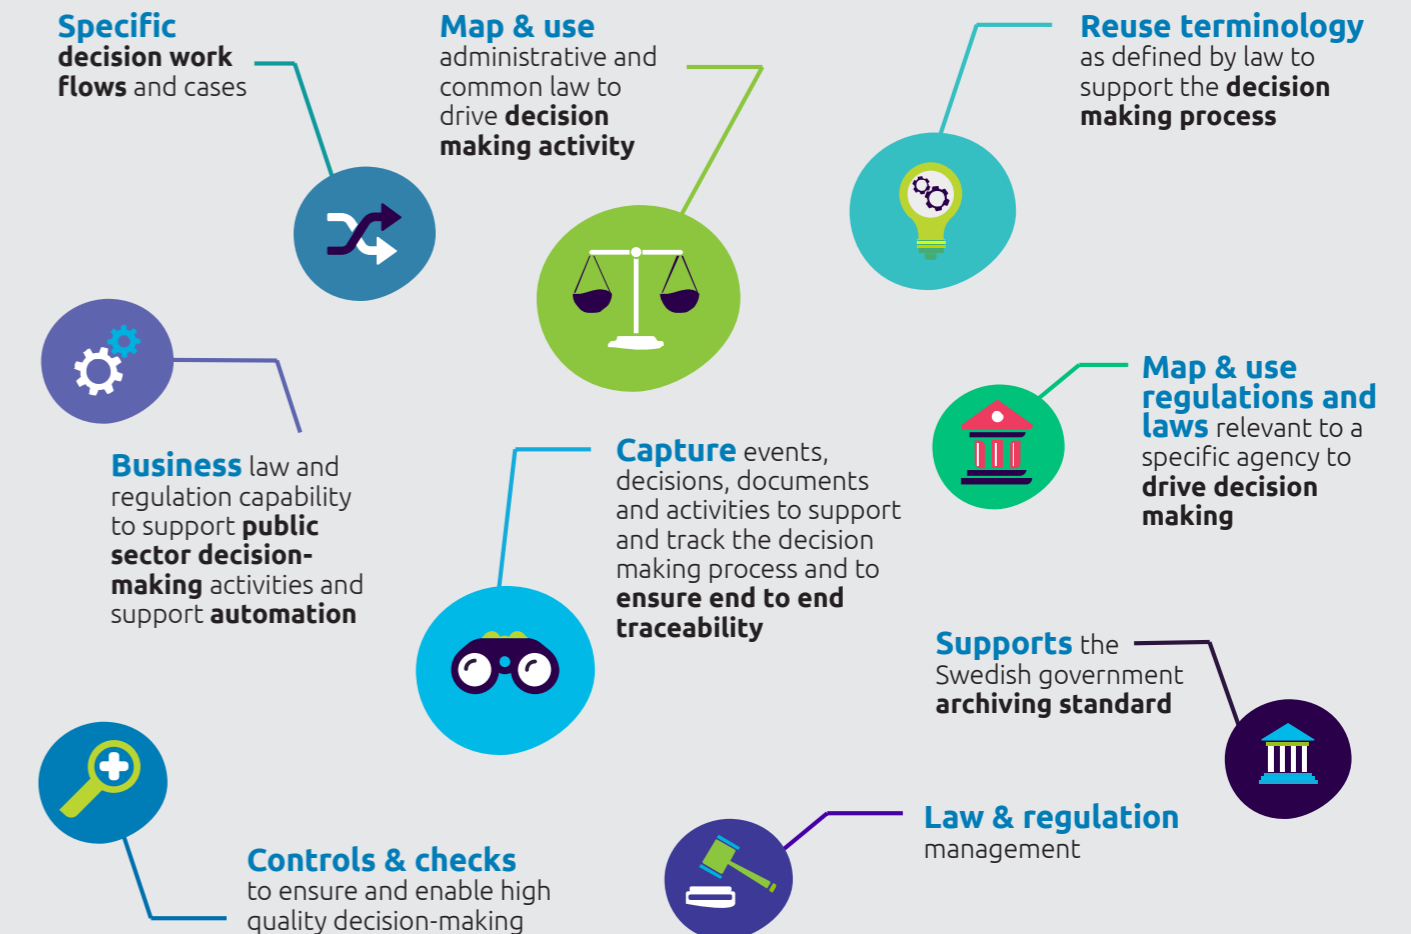 Specific
decision work
flows and cases
Map & use
administrative and
common law to
drive decision
making activity
Reuse terminology
as defined by law to
support the decision
making process
Business law and
regulation capability
to support public
sector decision-
making activities and
support automation
Capture events,
decisions, documents
and activities to support
and track the decision
making process and to
ensure end to end
traceability
Map & use
regulations and
laws relevant to a
specific agency to
drive decision
making
Supports the
Swedish government
archiving standard
Controls & checks
to ensure and enable high
quality decision-making
Law & regulation
management